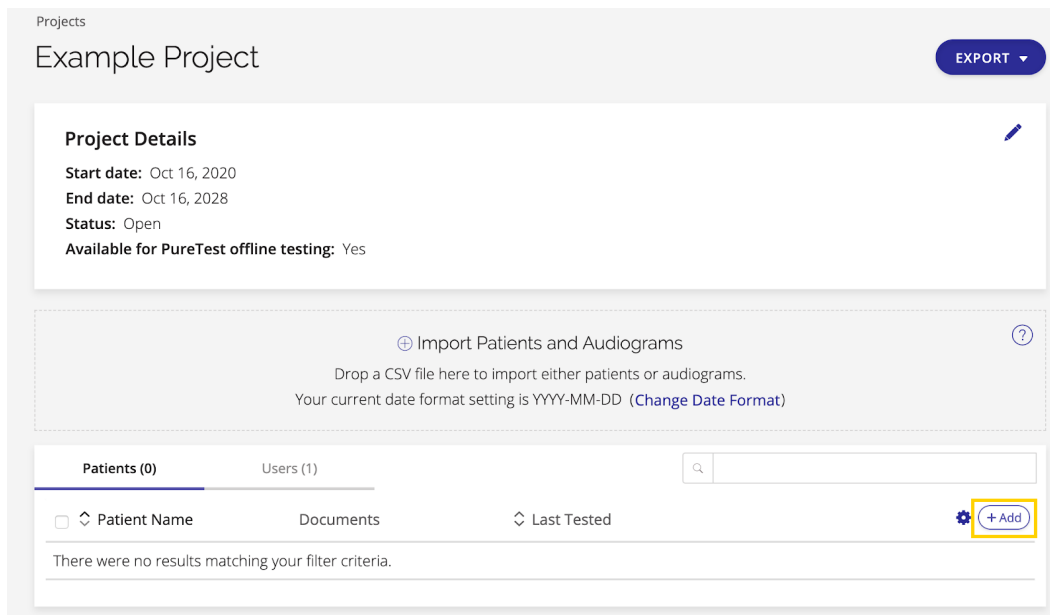 Projects
Example Project
EXPORT
Project Details
Start date: Oct 16, 2020
End date: Oct 16, 2028
Status: Open
Available for PureTest offline testing: Yes
Import Patients and Audiograms
?
Drop a CSV file here to import either patients or audiograms.
Your current date format setting is YYYY-MM-DD (Change Date Format)
Patients (0) Users (1)
Patient Name Documents Last Tested + Add
There were no results matching your filter criteria.